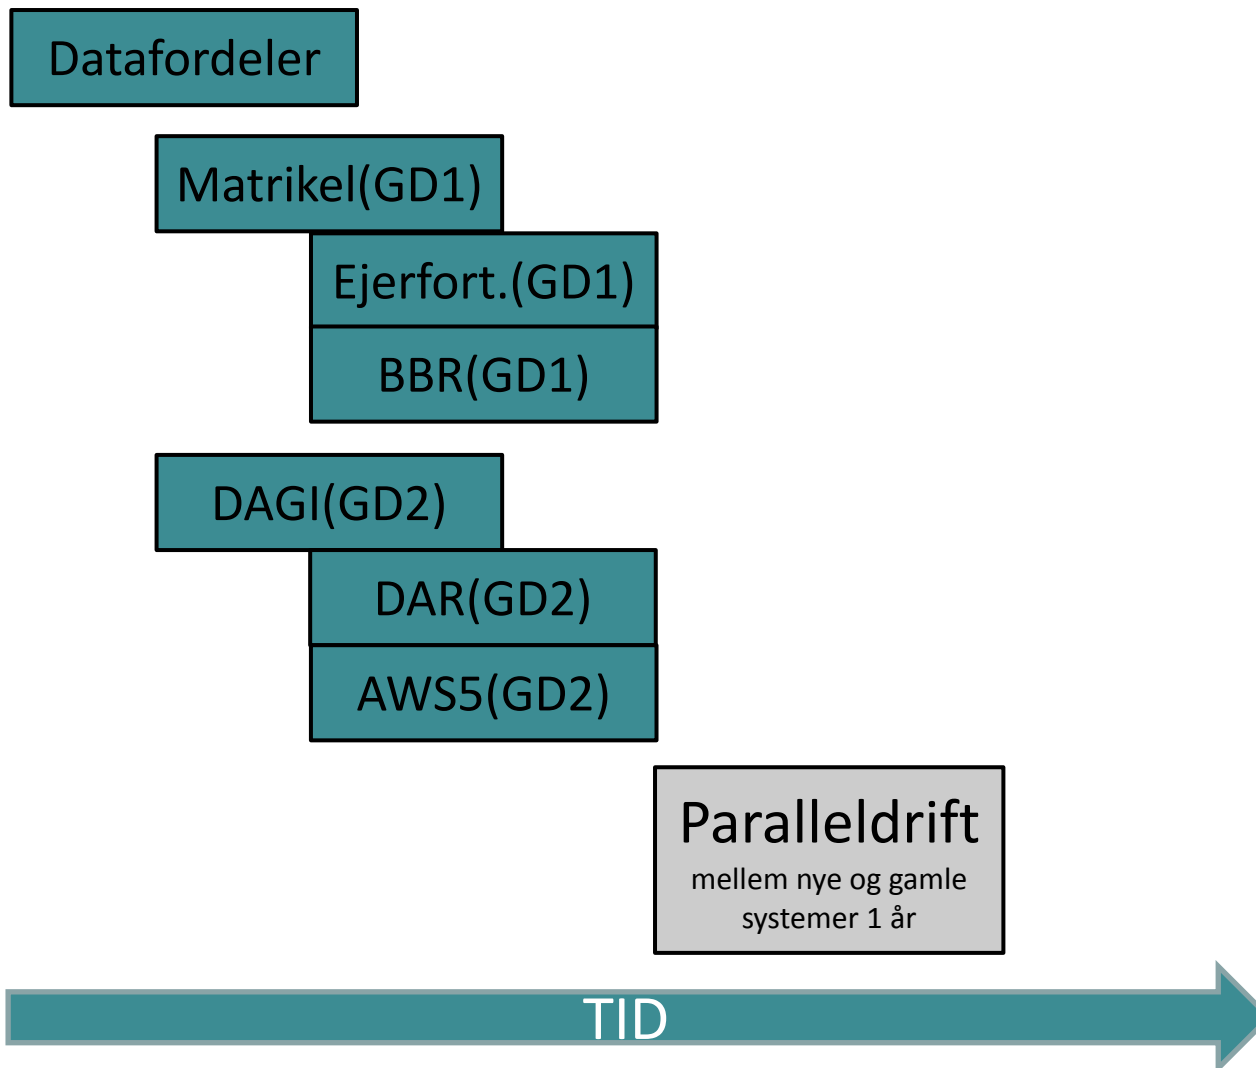 Datafordeler
Matrikel(GD1)
Ejerfort.(GD1)
BBR(GD1)
DAGI(GD2)
DAR(GD2)
AWS5(GD2)
Paralleldrift
mellem nye og gamle
systemer 1 år
TID